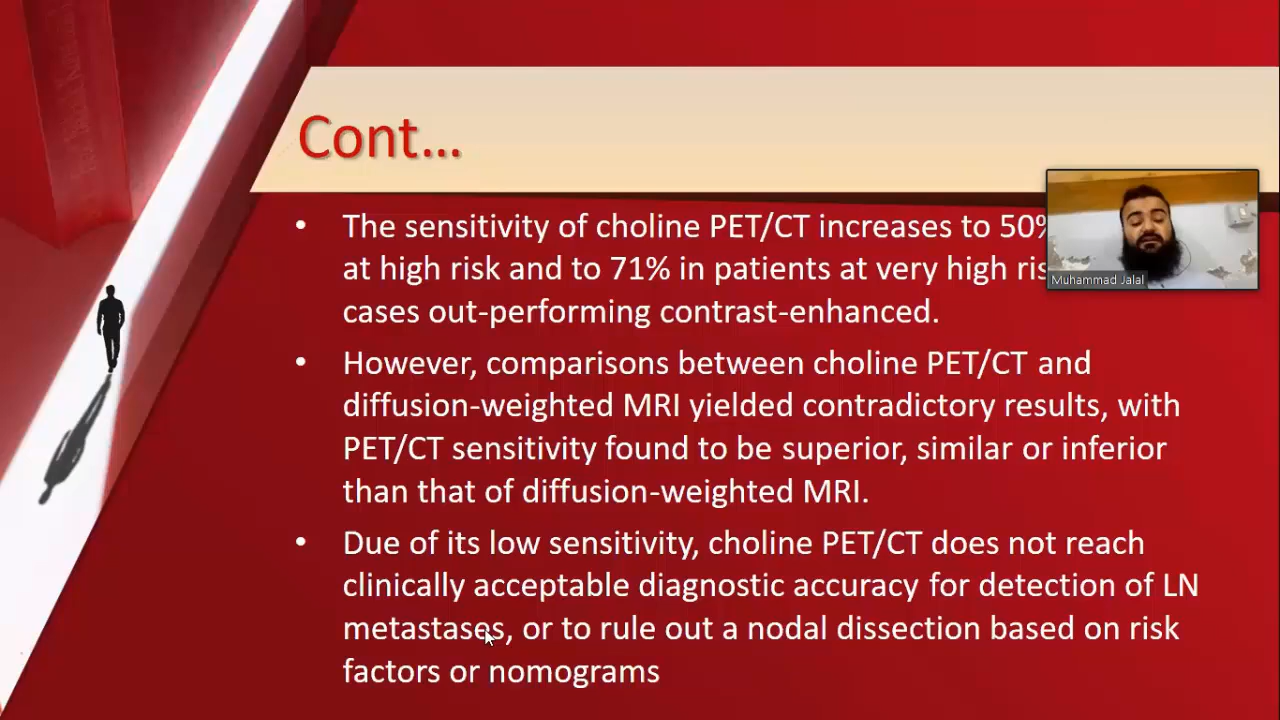 Cont...
• The sensitivity of choline PET/CT increases to 50%
at high risk and to 71% in patients at very high
cases out-performing contrast-enhanced.
• However, comparisons between choline PET/CT and
diffusion-weighted MRI yielded contradictory results, with
PET/CT sensitivity found to be superior, similar or inferior
than that of diffusion-weighted MRI.
• Due of its low sensitivity, choline PET/CT does not reach
clinically acceptable diagnostic accuracy for detection of LN
metastases, or to rule out a nodal dissection based on risk
factors or nomograms
Muhammad Jalal